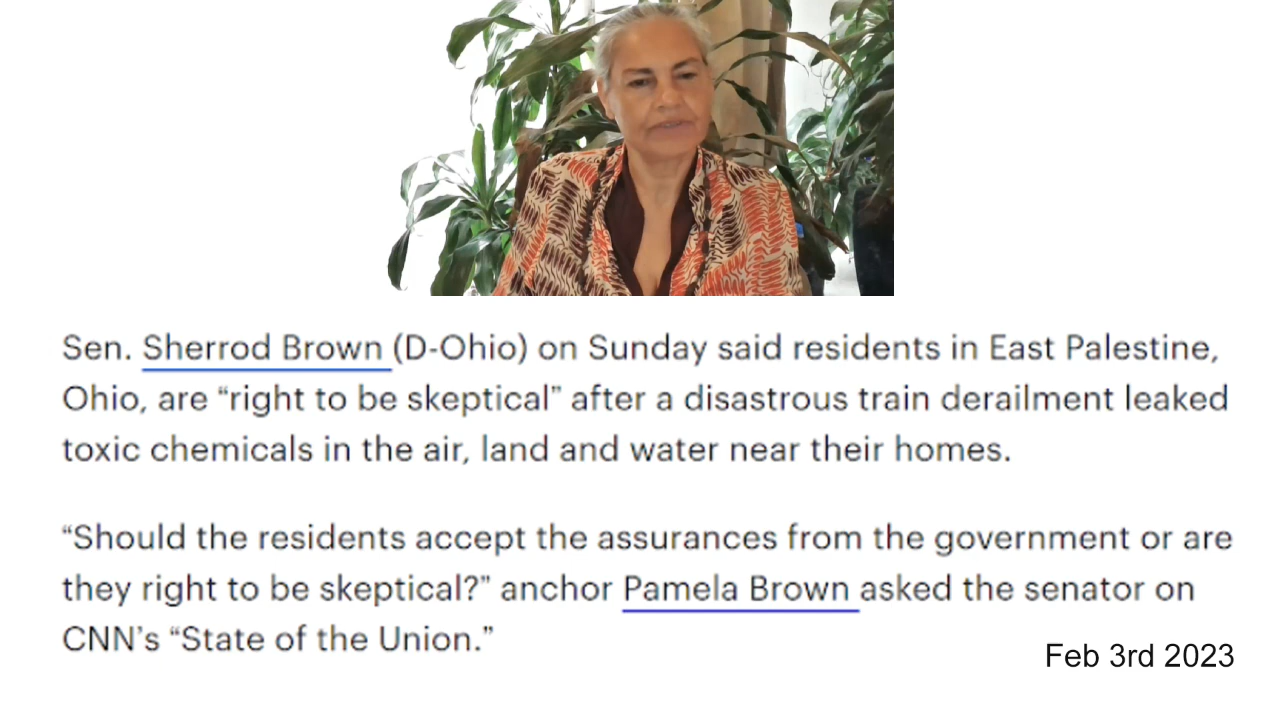 Sen. Sherrod Brown (D-Ohio) on Sunday said residents in East Palestine,
Ohio, are “right to be skeptical” after a disastrous train derailment leaked
toxic chemicals in the air, land and water near their homes.
“Should the residents accept the assurances from the government or are
they right to be skeptical?” anchor Pamela Brown asked the senator on
CNN’s “State of the Union.”
Feb 3rd 2023